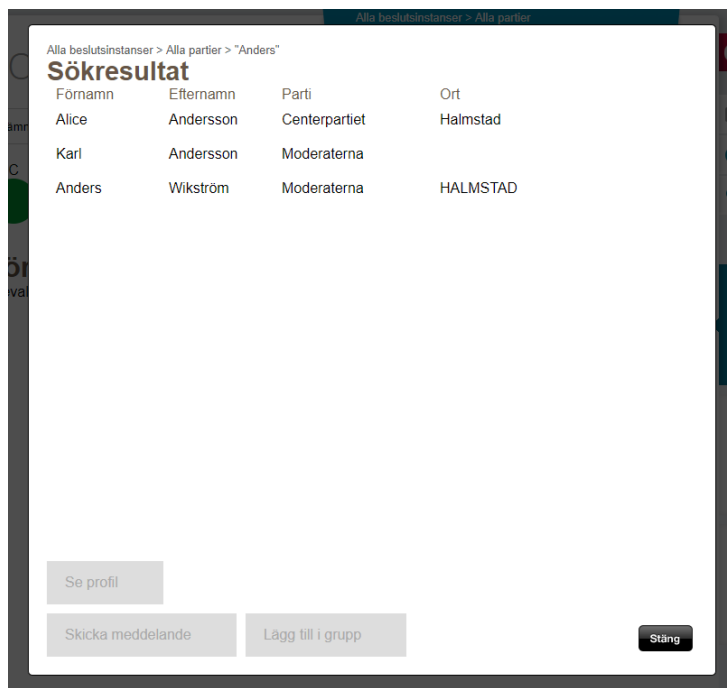 Alla beslutsinstanser > Alla partier
Alla beslutsinstanser > Alla partier > "Anders"
Sökresultat
Förnamn Efternamn Parti Ort
Alice Andersson Centerpartiet Halmstad
Karl Andersson Moderaterna
Anders Wikström Moderaterna HALMSTAD
Se profil
Skicka meddelande Lägg till i grupp Stäng